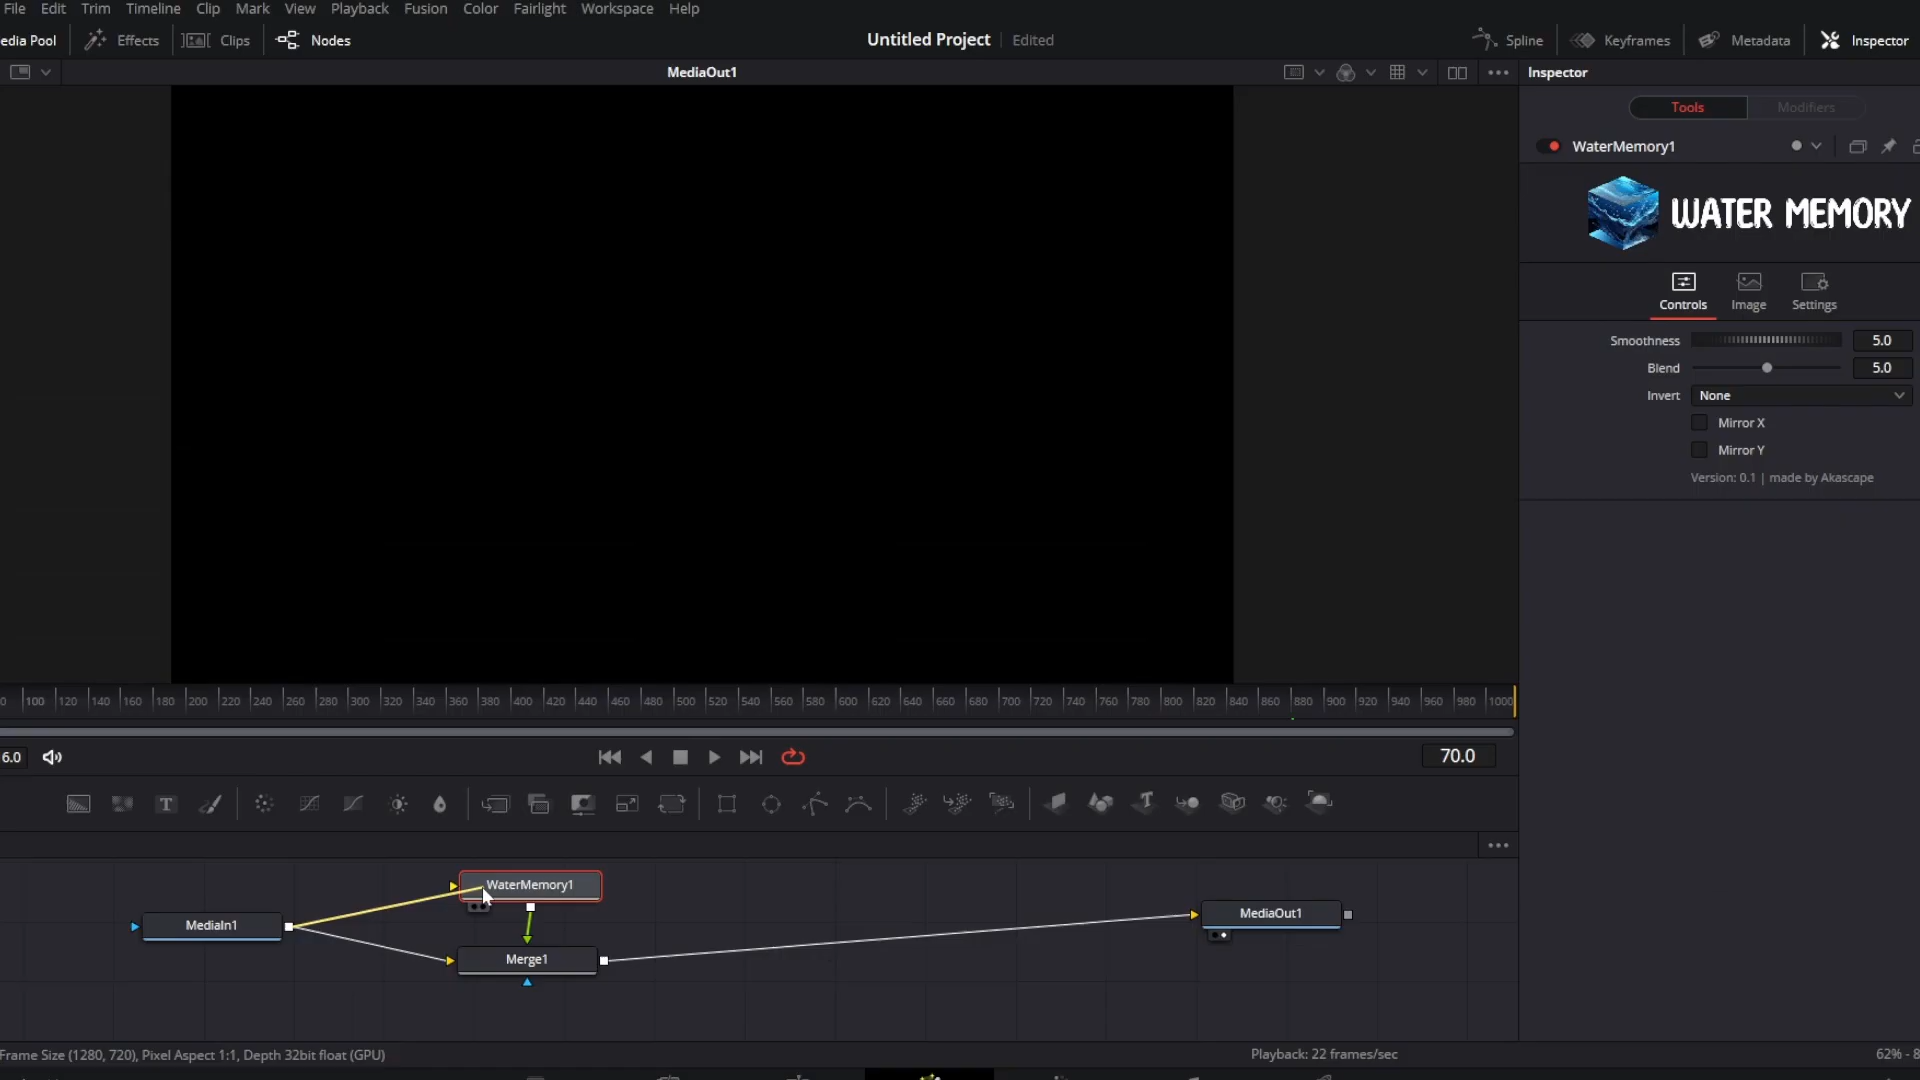 File Edit Trim Timeline Clip Mark View Playback Fusion Color Fairlight Workspace Help
edia Pool Effects Clips Nodes Untitled Project Edited Spline Keyframes Metadata Inspector
MediaOut1 Inspector
Tools Modifiers
WaterMemory1
WATER MEMORY
Controls Image Settings
Smoothness 5.0
Blend 5.0
Invert None
Mirror X
Mirror Y
Version: 0.1 | made by Akascape
0 100 120 140 160 180 200 220 240 260 280 300 320 340 360 380 400 420 440 460 480 500 520 540 560 580 600 620 640 660 680 700 720 740 760 780 800 820 840 860 880 900 920 940 960 980 1000
6.0 70.0
T T
WaterMemory1
MediaIn1 MediaOut1
Merge1
Frame Size (1280, 720), Pixel Aspect 1:1, Depth 32bit float (GPU) Playback: 22 frames/sec 62% - 8